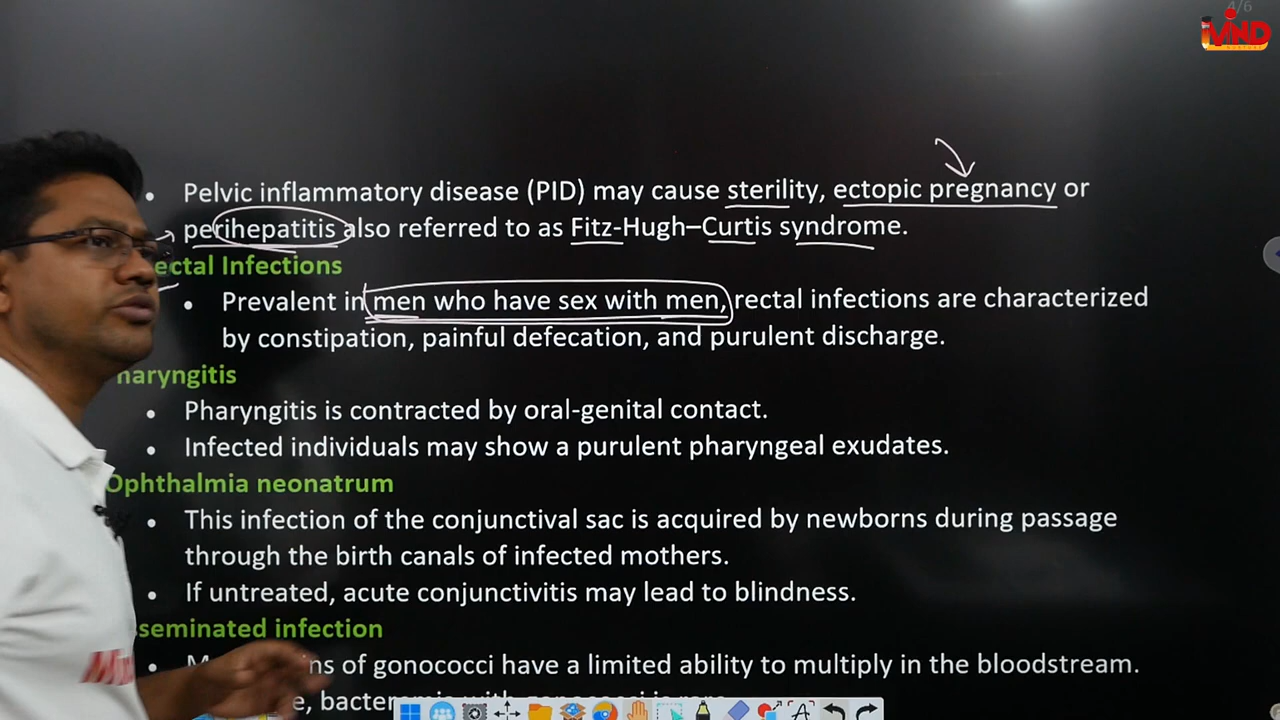 4/6
MIND
Pelvic inflammatory disease (PID) may cause sterility, ectopic pregnancy or
perihepatitis also referred to as Fitz-Hugh–Curtis syndrome.
ectal Infections
Prevalent in men who have sex with men, rectal infections are characterized
by constipation, painful defecation, and purulent discharge.
haryngitis
Pharyngitis is contracted by oral-genital contact.
Infected individuals may show a purulent pharyngeal exudates.
Ophthalmia neonatrum
This infection of the conjunctival sac is acquired by newborns during passage
through the birth canals of infected mothers.
If untreated, acute conjunctivitis may lead to blindness.
seminated infection
ns of gonococci have a limited ability to multiply in the bloodstream.